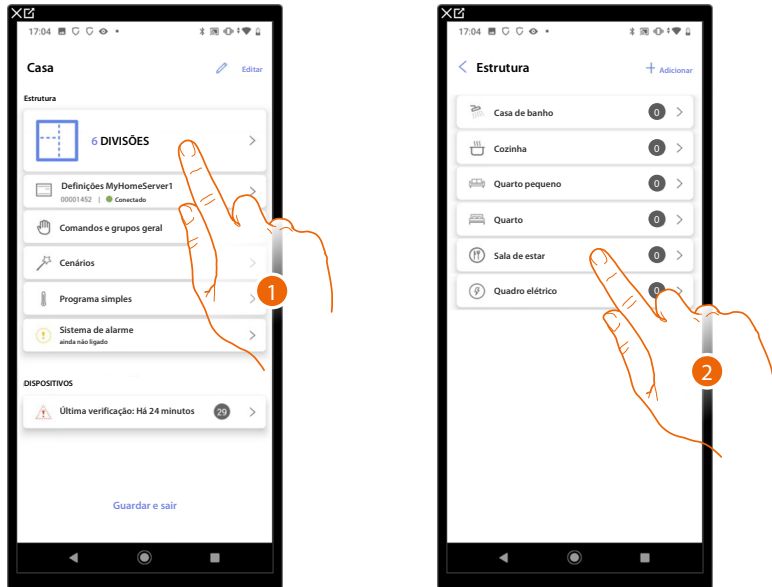 17:04
Casa
Editar
Estrutura
6 DIVISÕES
Definições MyHomeServer1
00001452 | Conectado
Comandos e grupos geral
Cenários
Programa simples
Sistema de alarme
ainda não ligado
DISPOSITIVOS
Última verificação: Há 24 minutos 29
Guardar e sair
1
17:04
Estrutura
+ Adicionar
Casa de banho 0
Cozinha 0
Quarto pequeno 0
Quarto 0
Sala de estar 0
Quadro elétrico 0
2